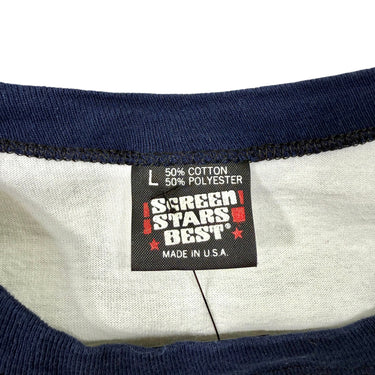 L 50% COTTON
50% POLYESTER
SCREEN
STARS
BEST®
MADE IN U.S.A.